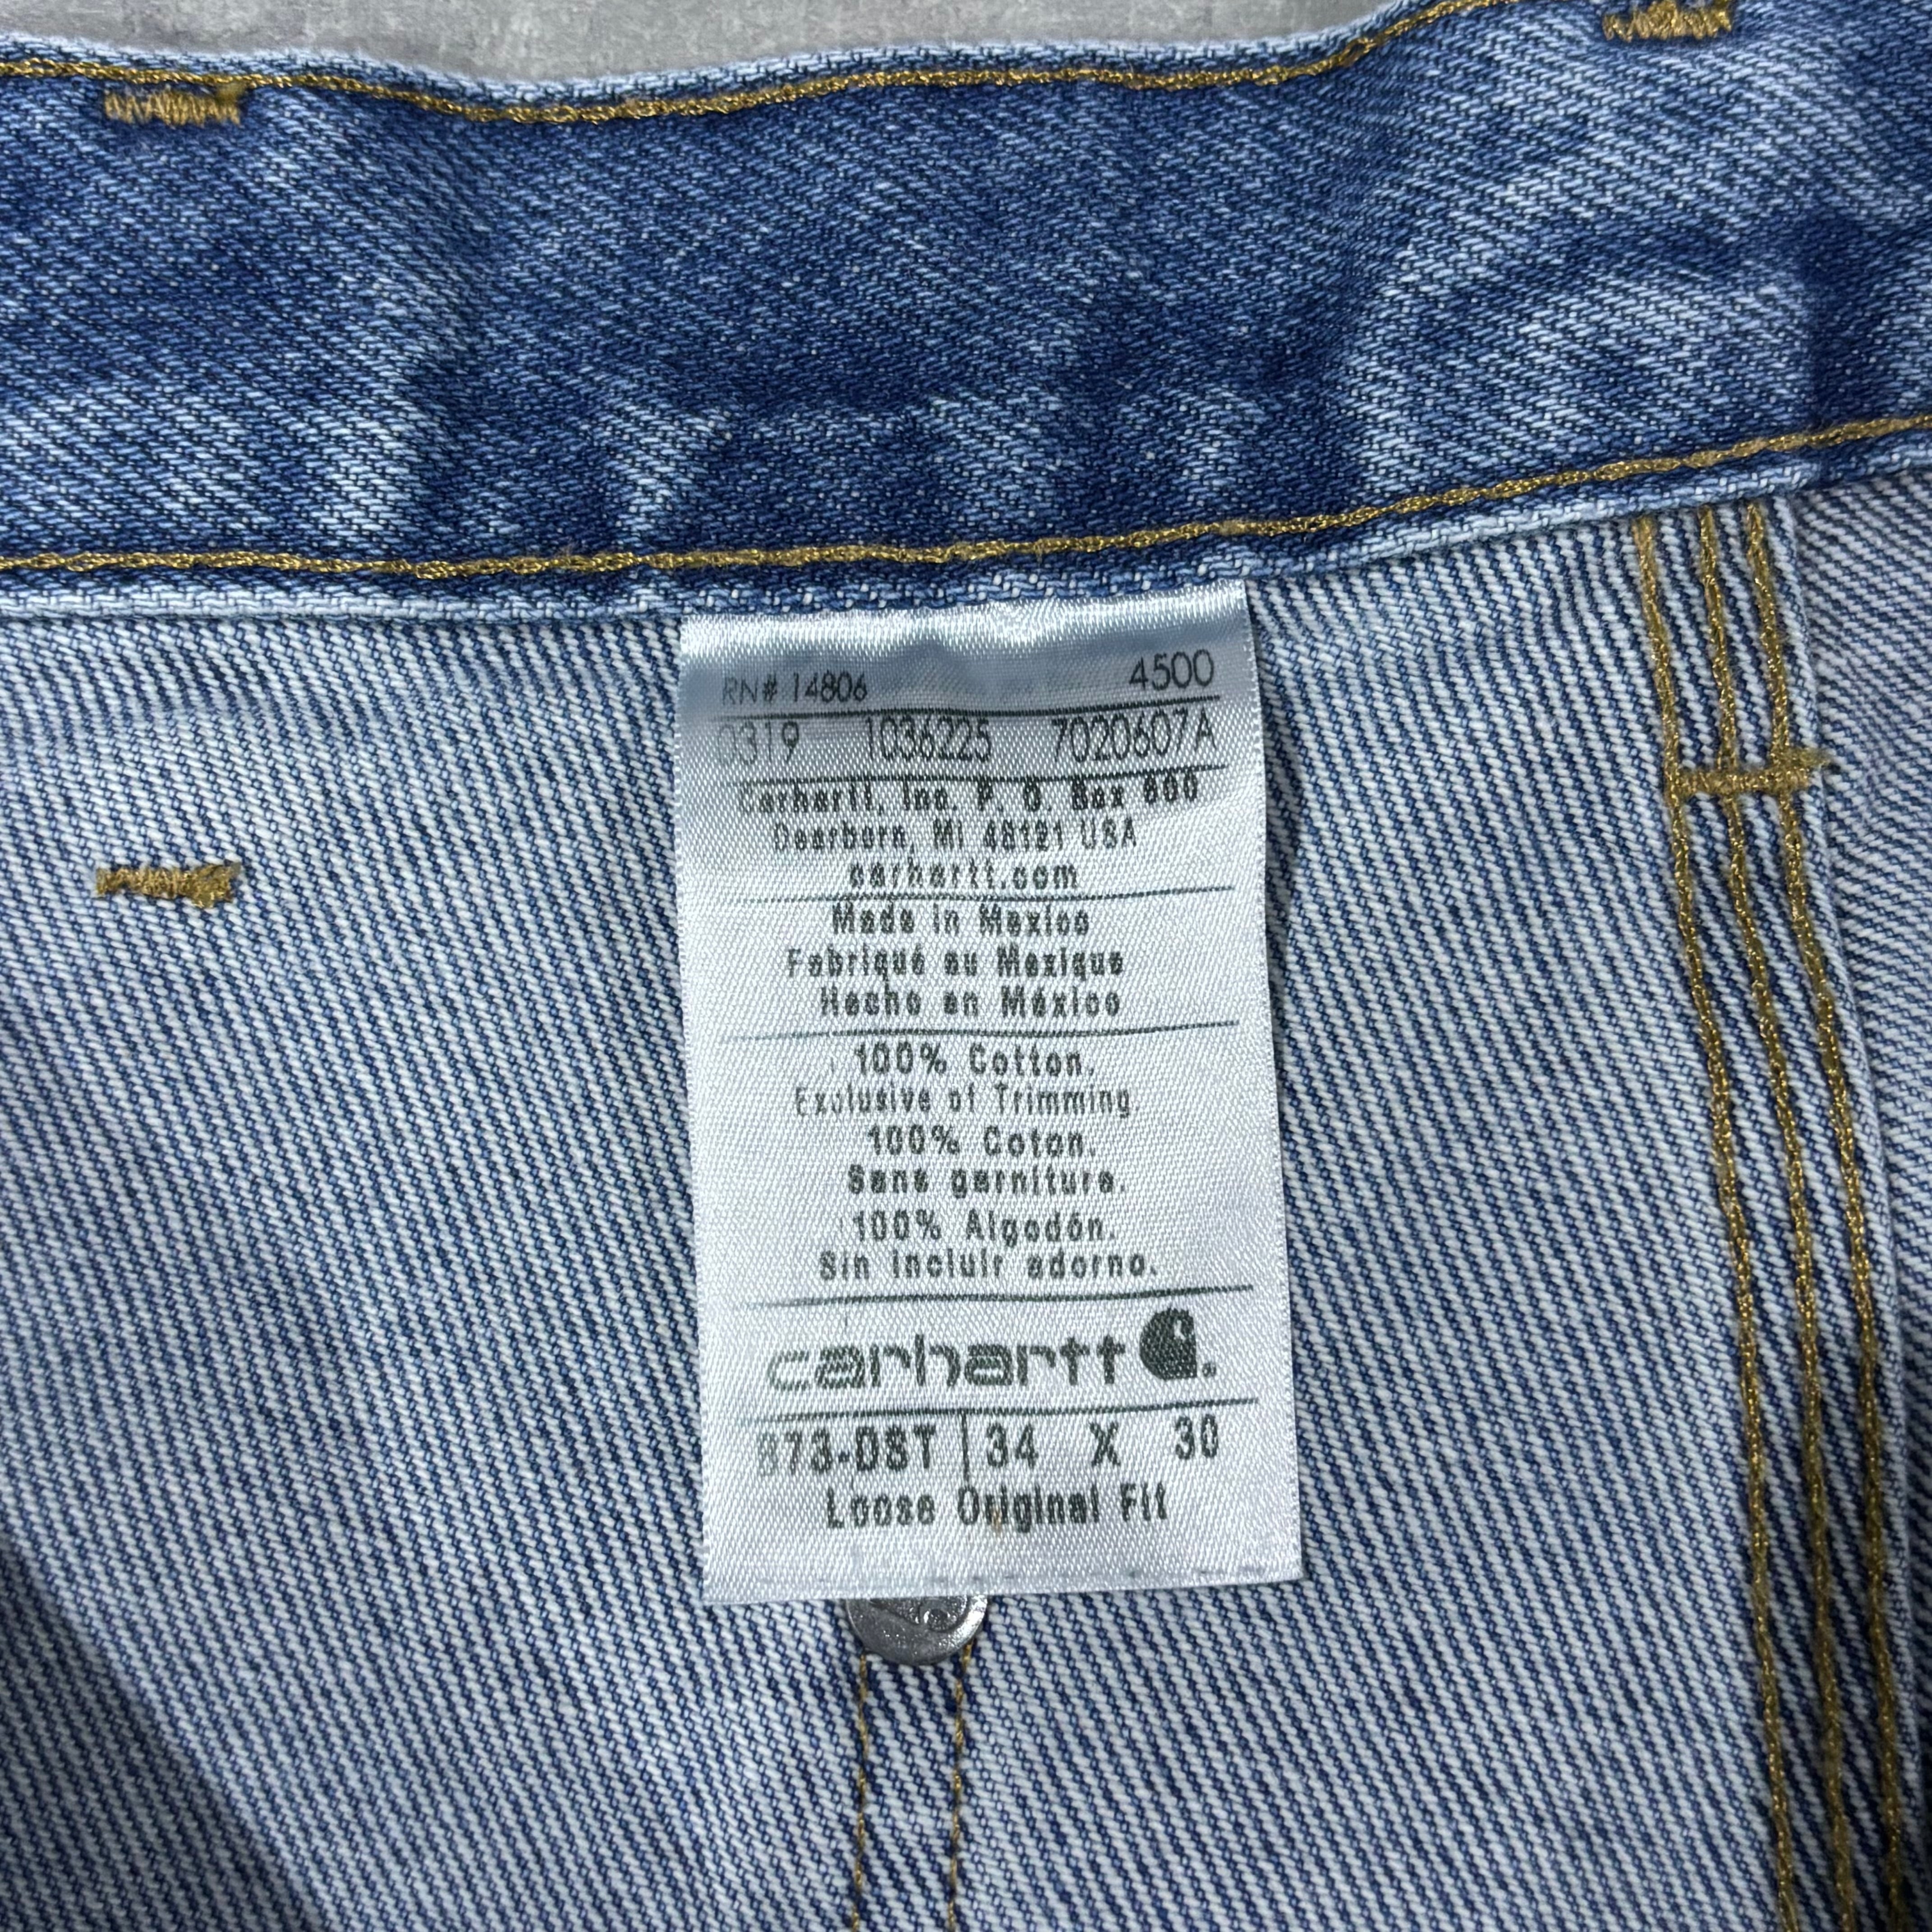 RN# 14806 4500
0319 1036225 7020607A
Carhartt, Inc. P. O. Box 600
Dearborn, MI 48121 USA
carhartt.com
Made in Mexico
Fabriqué au Mexique
Hecho en México
100% Cotton.
Exclusive of Trimming.
100% Coton.
Sans garniture.
100% Algodón.
Sin incluir adorno.
carhartt
873-DST 34 X 30
Loose Original Fit